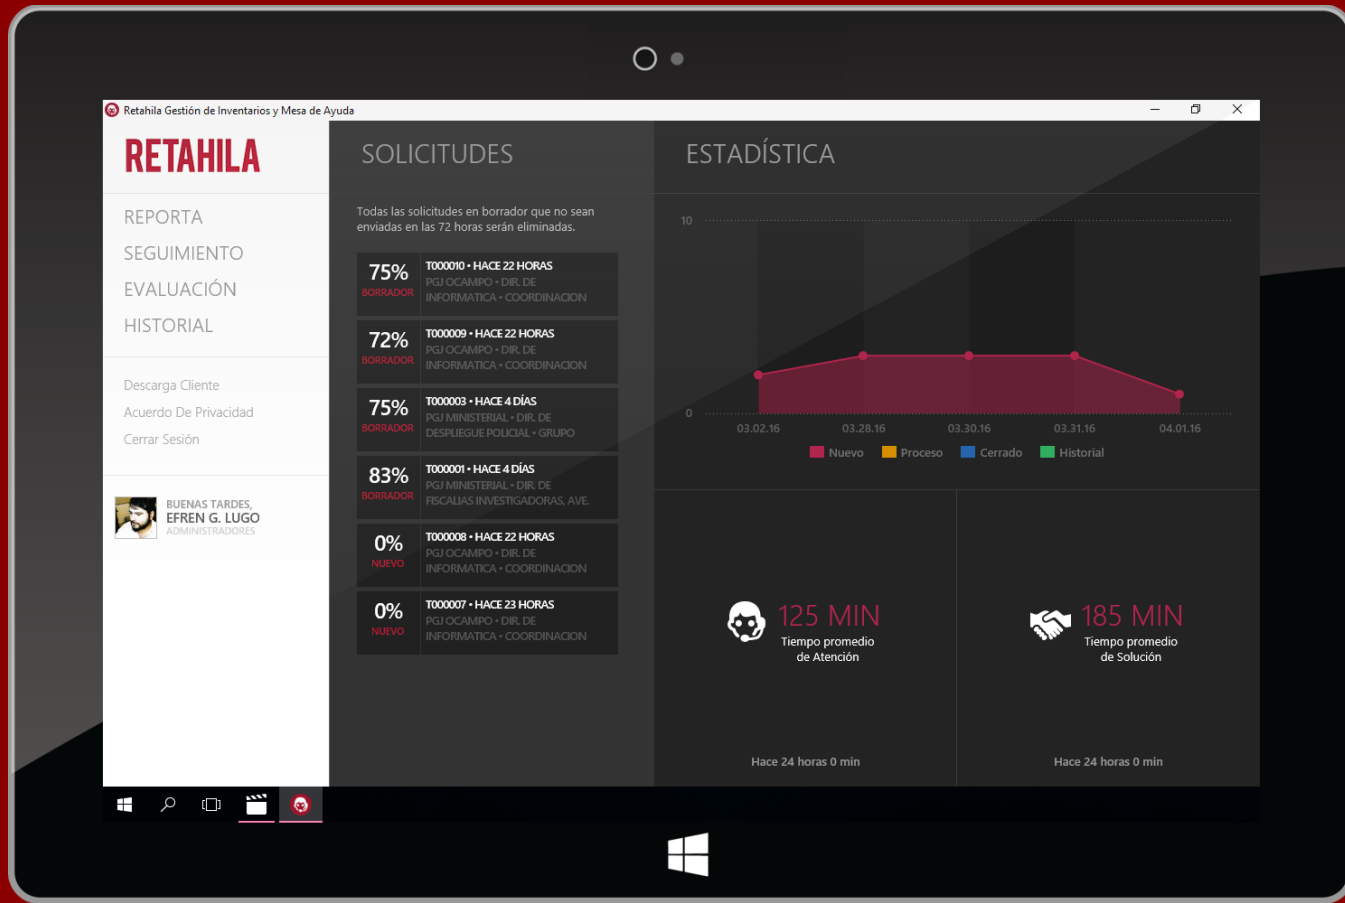 Retahila Gestión de Inventarios y Mesa de Ayuda
RETAHILA
REPORTA
SEGUIMIENTO
EVALUACIÓN
HISTORIAL
Descarga Cliente
Acuerdo De Privacidad
Cerrar Sesión
BUENAS TARDES,
EFREN G. LUGO
ADMINISTRADORES
SOLICITUDES
Todas las solicitudes en borrador que no sean
enviadas en las 72 horas serán eliminadas.
75%
BORRADOR
T000010 • HACE 22 HORAS
PGJ OCAMPO • DIR. DE
INFORMATICA • COORDINACION
72%
BORRADOR
T000009 • HACE 22 HORAS
PGJ OCAMPO • DIR. DE
INFORMATICA • COORDINACION
75%
BORRADOR
T000003 • HACE 4 DÍAS
PGJ MINISTERIAL • DIR. DE
DESPLIEGUE POLICIAL • GRUPO
83%
BORRADOR
T000001 • HACE 4 DÍAS
PGJ MINISTERIAL • DIR. DE
FISCALIAS INVESTIGADORAS, AVE.
0%
NUEVO
T000008 • HACE 22 HORAS
PGJ OCAMPO • DIR. DE
INFORMATICA • COORDINACION
0%
NUEVO
T000007 • HACE 23 HORAS
PGJ OCAMPO • DIR. DE
INFORMATICA • COORDINACION
ESTADÍSTICA
10
0
03.02.16 03.28.16 03.30.16 03.31.16 04.01.16
Nuevo Proceso Cerrado Historial
125 MIN
Tiempo promedio
de Atención
Hace 24 horas 0 min
185 MIN
Tiempo promedio
de Solución
Hace 24 horas 0 min